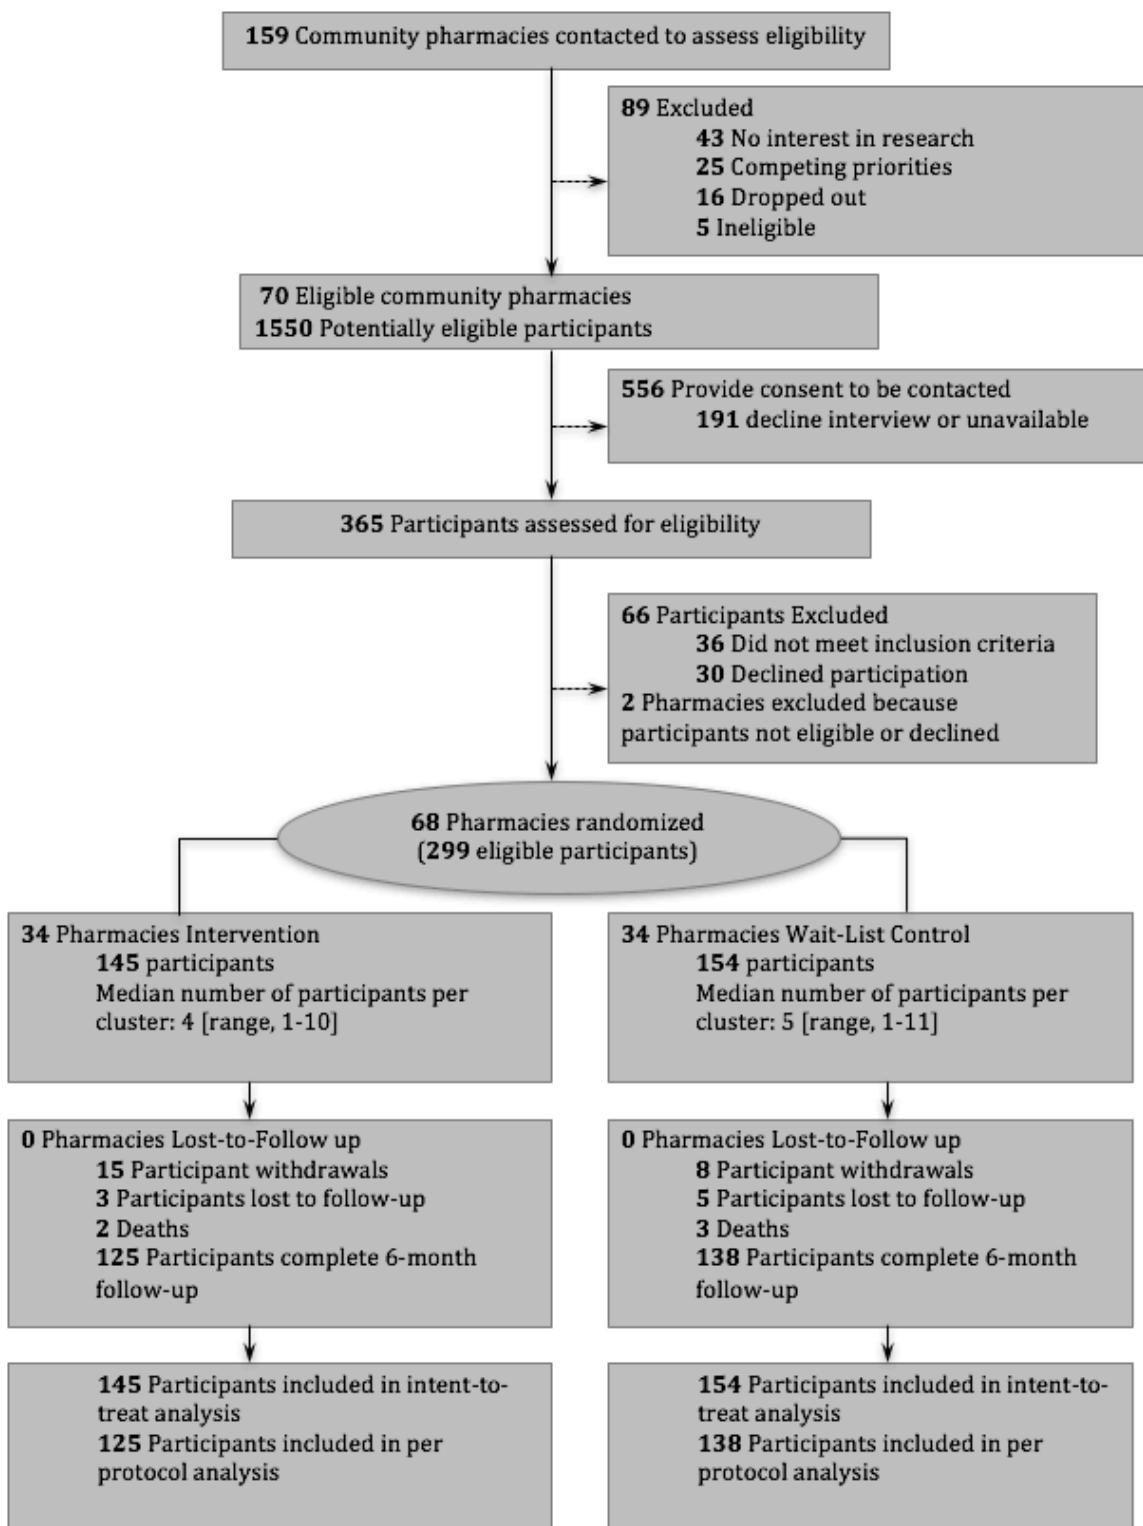 159 Community pharmacies contacted to assess eligibility
89 Excluded
43 No interest in research
25 Competing priorities
16 Dropped out
5 Ineligible
70 Eligible community pharmacies
1550 Potentially eligible participants
556 Provide consent to be contacted
191 decline interview or unavailable
365 Participants assessed for eligibility
66 Participants Excluded
36 Did not meet inclusion criteria
30 Declined participation
2 Pharmacies excluded because
participants not eligible or declined
68 Pharmacies randomized
(299 eligible participants)
34 Pharmacies Intervention
145 participants
Median number of participants per
cluster: 4 [range, 1-10]
34 Pharmacies Wait-List Control
154 participants
Median number of participants per
cluster: 5 [range, 1-11]
0 Pharmacies Lost-to-Follow up
15 Participant withdrawals
3 Participants lost to follow-up
2 Deaths
125 Participants complete 6-month
follow-up
0 Pharmacies Lost-to-Follow up
8 Participant withdrawals
5 Participants lost to follow-up
3 Deaths
138 Participants complete 6-month
follow-up
145 Participants included in intent-to-
treat analysis
125 Participants included in per
protocol analysis
154 Participants included in intent-to-
treat analysis
138 Participants included in per
protocol analysis